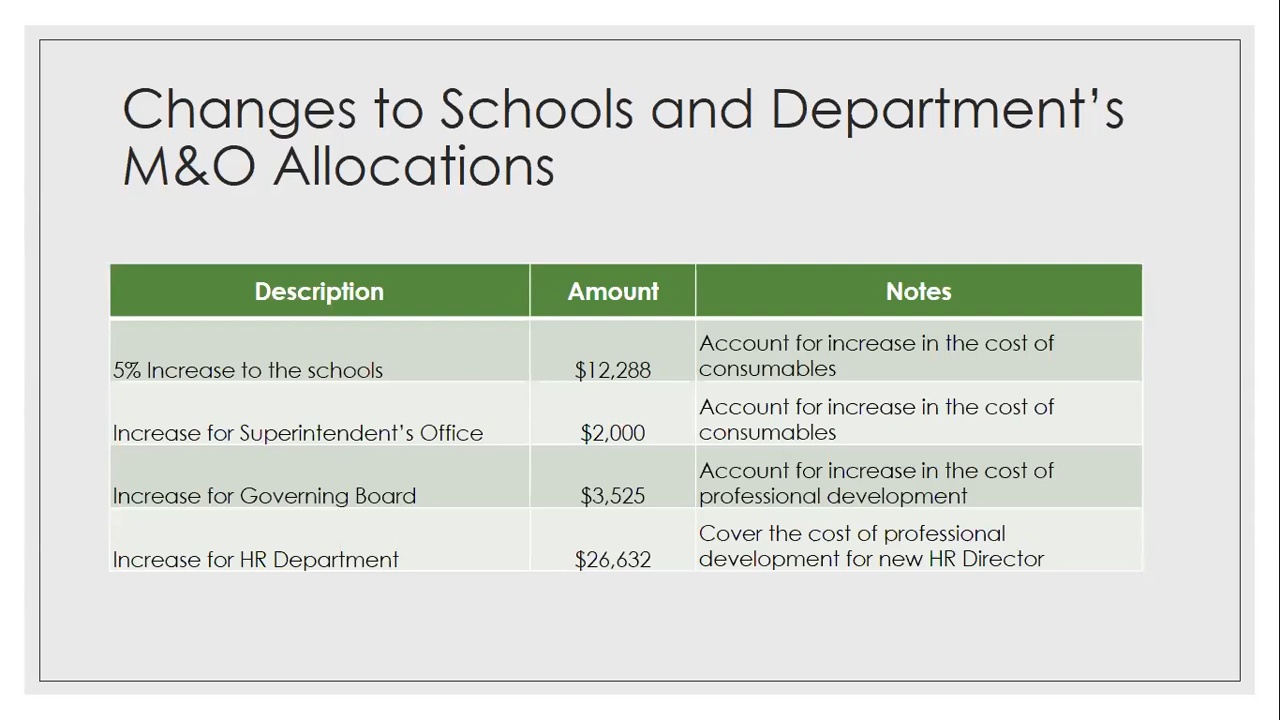 Changes to Schools and Department’s
M&O Allocations
Description Amount Notes
5% Increase to the schools $12,288 Account for increase in the cost of
consumables
Increase for Superintendent’s Office $2,000 Account for increase in the cost of
consumables
Increase for Governing Board $3,525 Account for increase in the cost of
professional development
Increase for HR Department $26,632 Cover the cost of professional
development for new HR Director